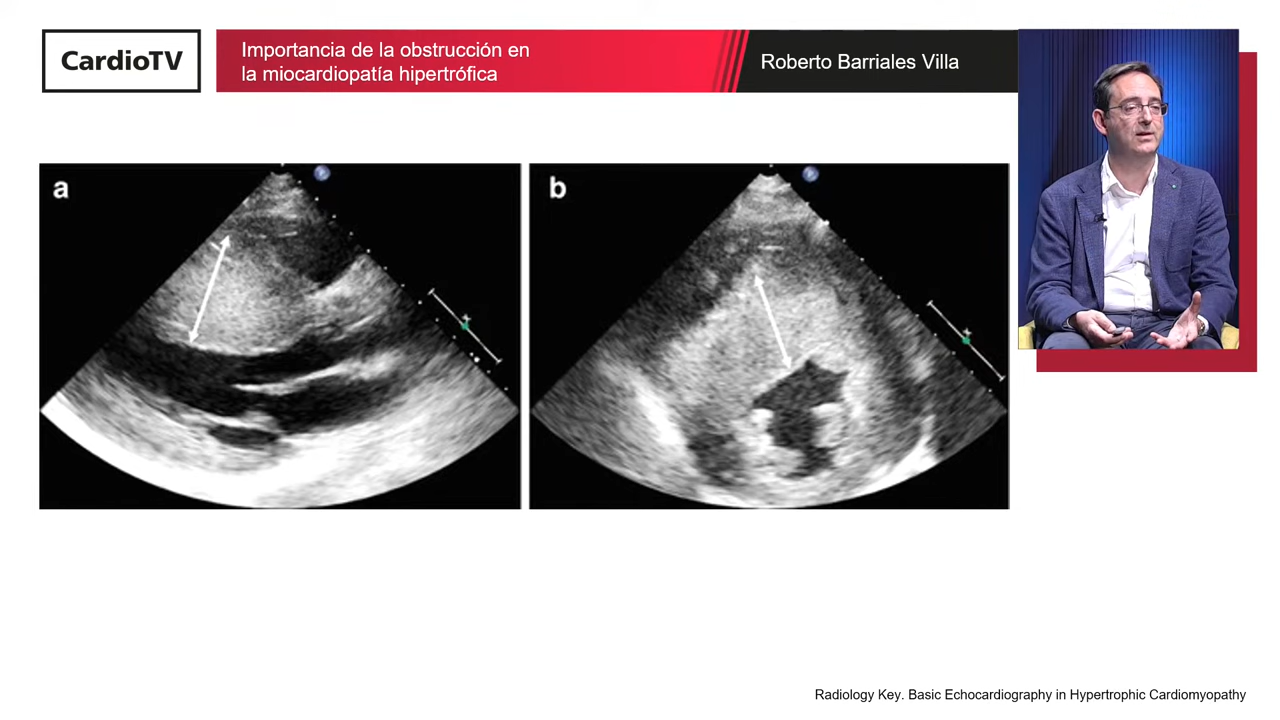 CardioTV
Importancia de la obstrucción en
la miocardiopatía hipertrófica
Roberto Barriales Villa
a
b
Radiology Key. Basic Echocardiography in Hypertrophic Cardiomyopathy